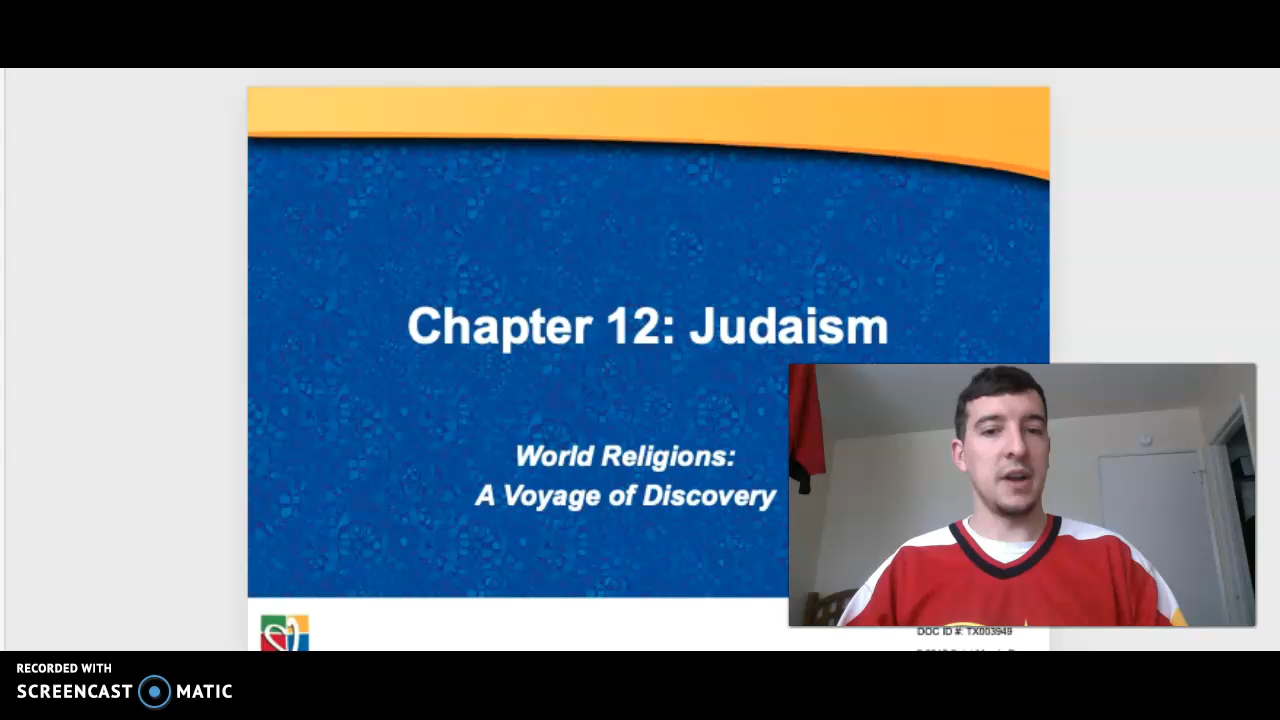 Chapter 12: Judaism
World Religions:
A Voyage of Discovery
DOC ID #: TX003949
RECORDED WITH
SCREENCAST MATIC